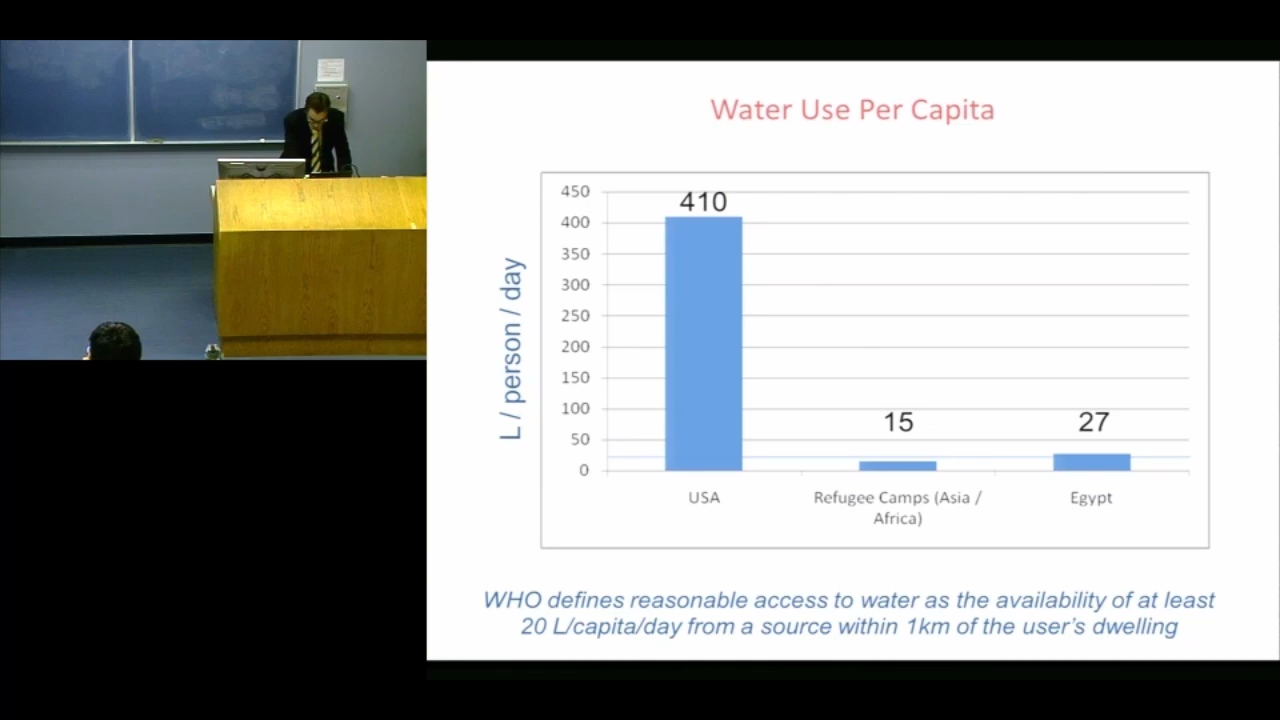 Water Use Per Capita
L / person / day
450
400
350
300
250
200
150
100
50
0
410
15
27
USA
Refugee Camps (Asia /
Africa)
Egypt
WHO defines reasonable access to water as the availability of at least
20 L/capita/day from a source within 1km of the user's dwelling